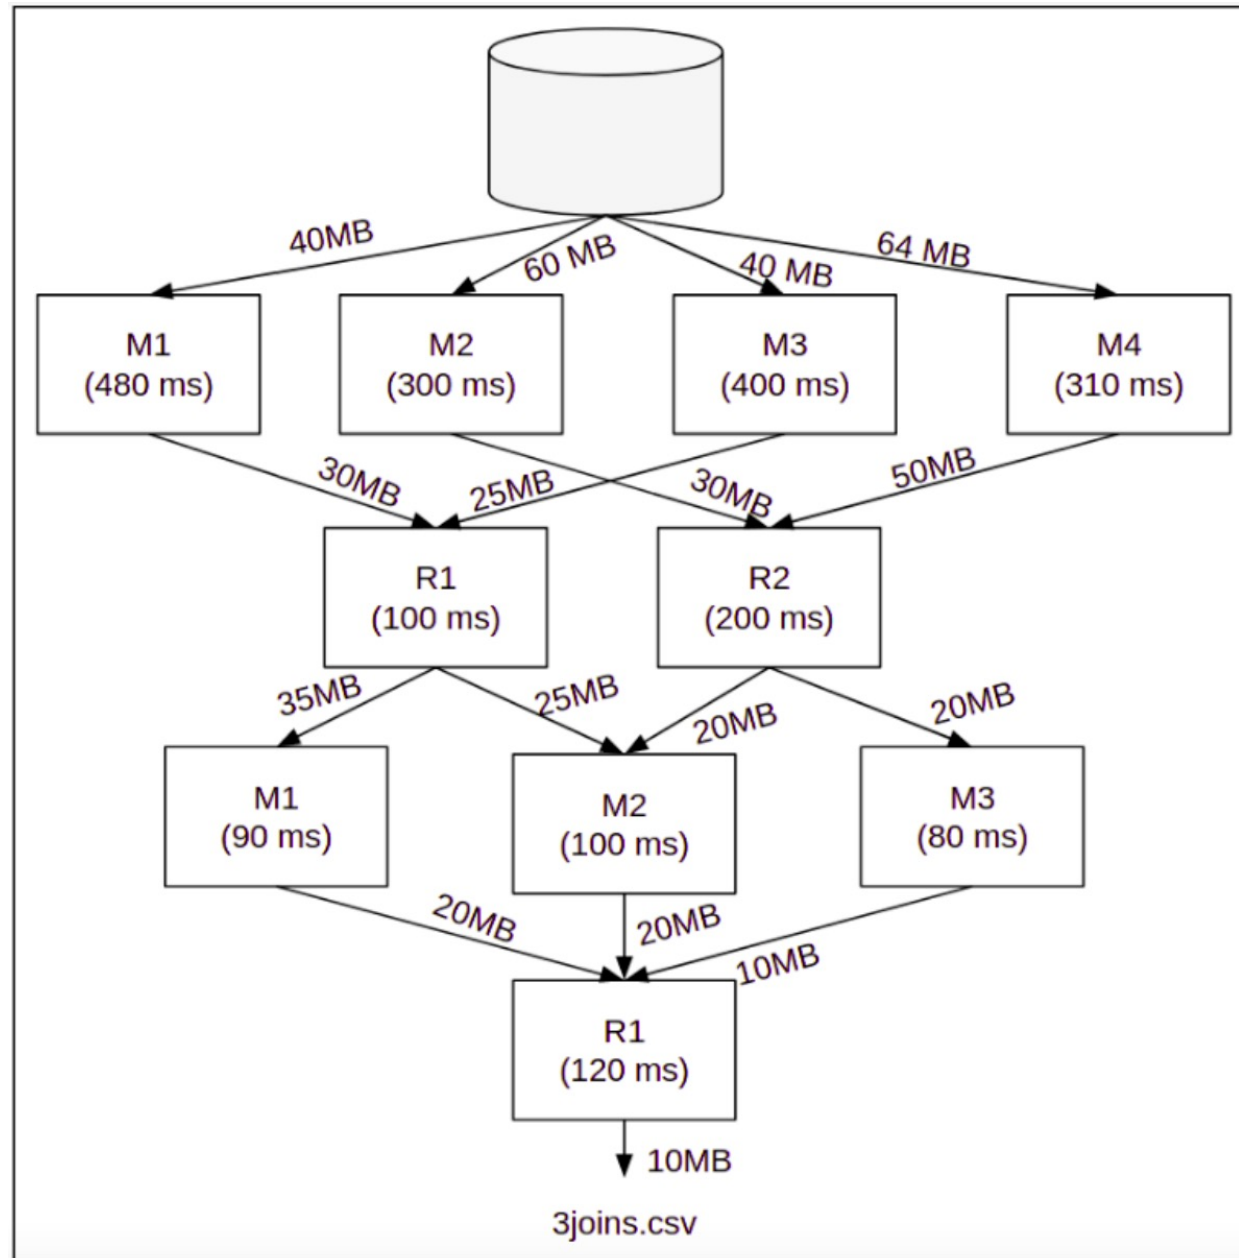 40MB
60 MB
40 MB
64 MB
M1
(480 ms)
M2
(300 ms)
M3
(400 ms)
M4
(310 ms)
30MB
25MB
30MB
50MB
R1
(100 ms)
R2
(200 ms)
35MB
25MB
20MB
20MB
M1
(90 ms)
M2
(100 ms)
M3
(80 ms)
20MB
20MB
10MB
R1
(120 ms)
10MB
3joins.csv